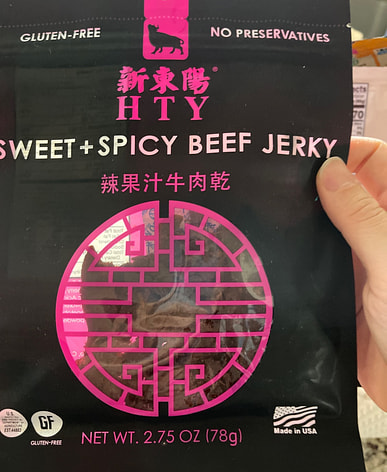 GLUTEN-FREE
NO PRESERVATIVES
新東陽®
HTY
SWEET+SPICY BEEF JERKY
辣果汁牛肉乾
GF
GLUTEN-FREE
Made in USA
NET WT. 2.75 OZ (78g)